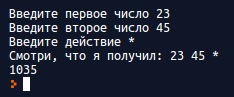 Введите первое число 23
Введите второе число 45
Введите действие *
Смотри, что я получил: 23 45 *
1035